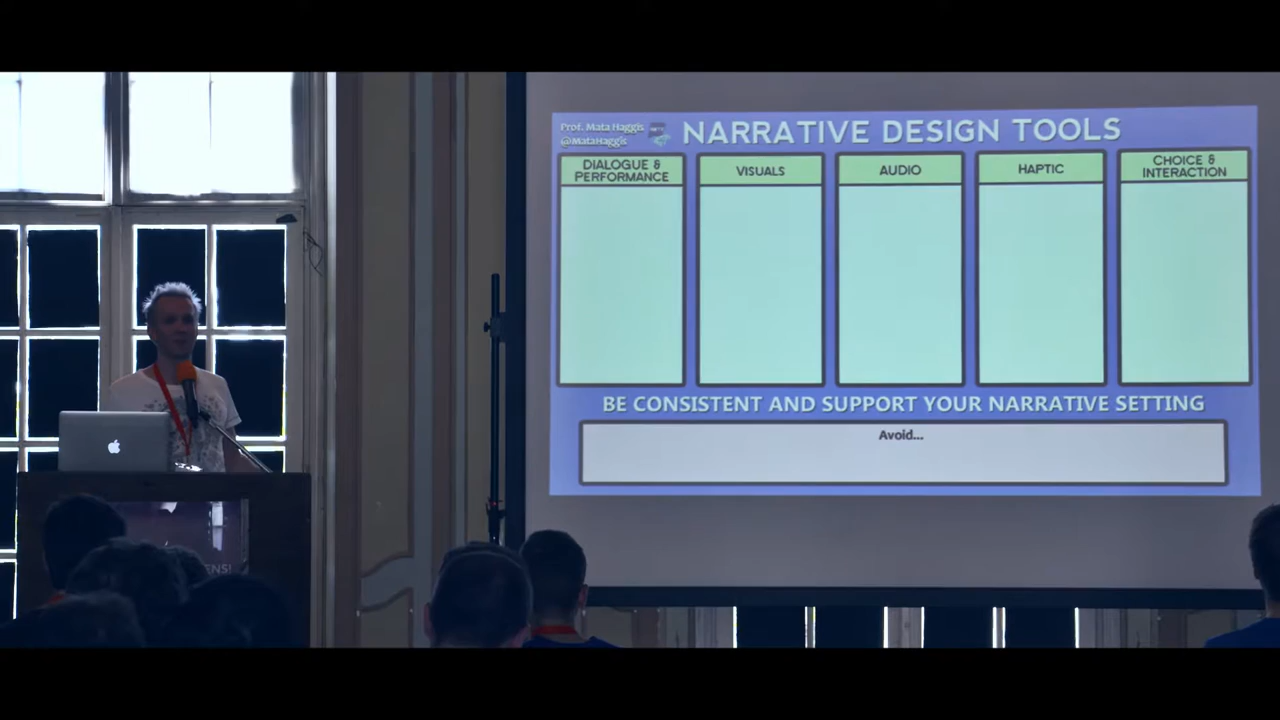 Prof. Mata Haggis
@MataHaggis
NARRATIVE DESIGN TOOLS
DIALOGUE &
PERFORMANCE
VISUALS
AUDIO
HAPTIC
CHOICE &
INTERACTION
BE CONSISTENT AND SUPPORT YOUR NARRATIVE SETTING
Avoid...
ENS!